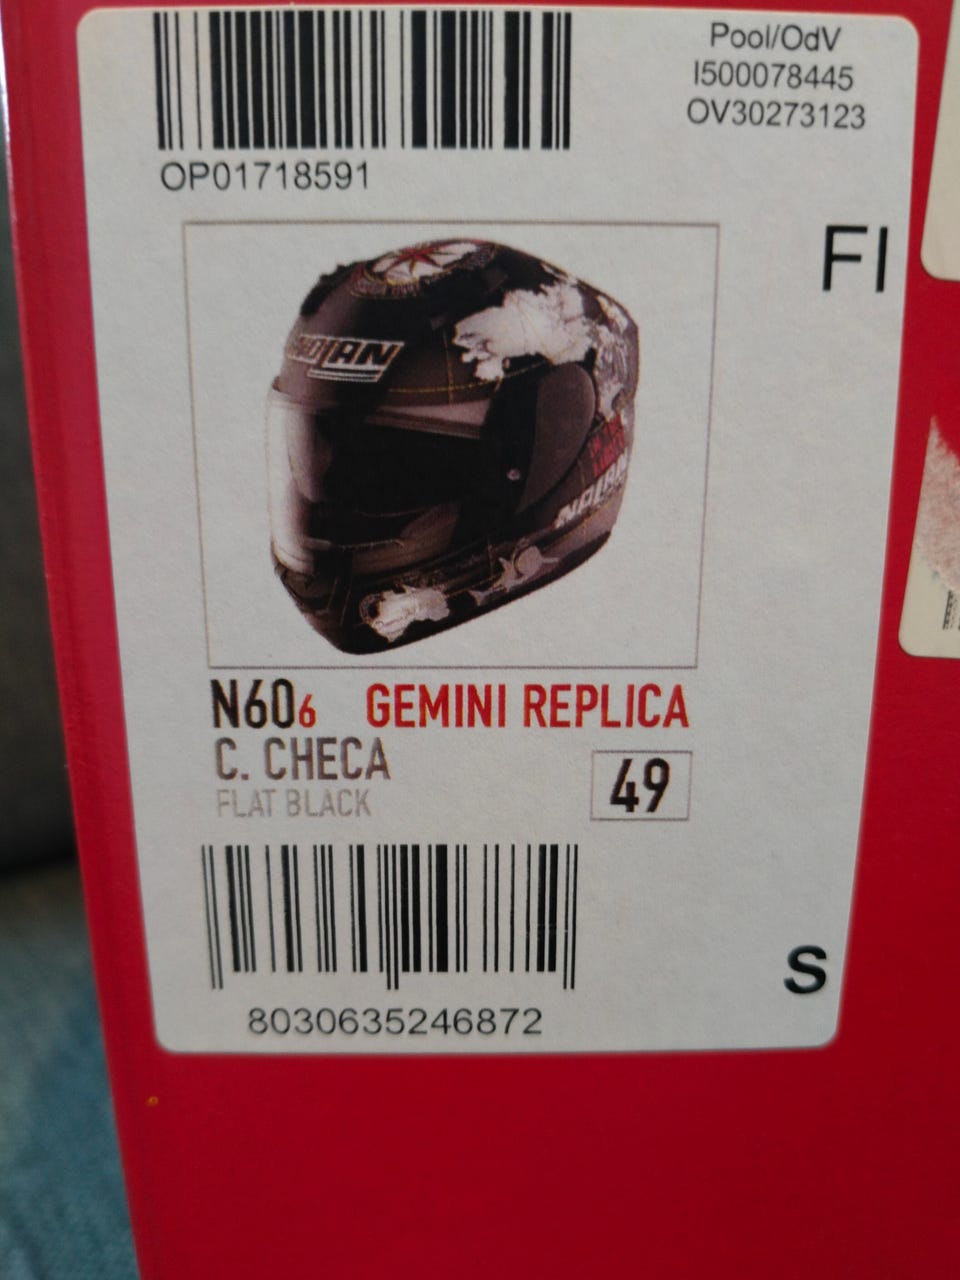 Pool/OdV
I500078445
OV30273123
OP01718591
FI
NOLAN
NOLAN
N606 GEMINI REPLICA
C. CHECA
49
FLAT BLACK
S
8030635246872